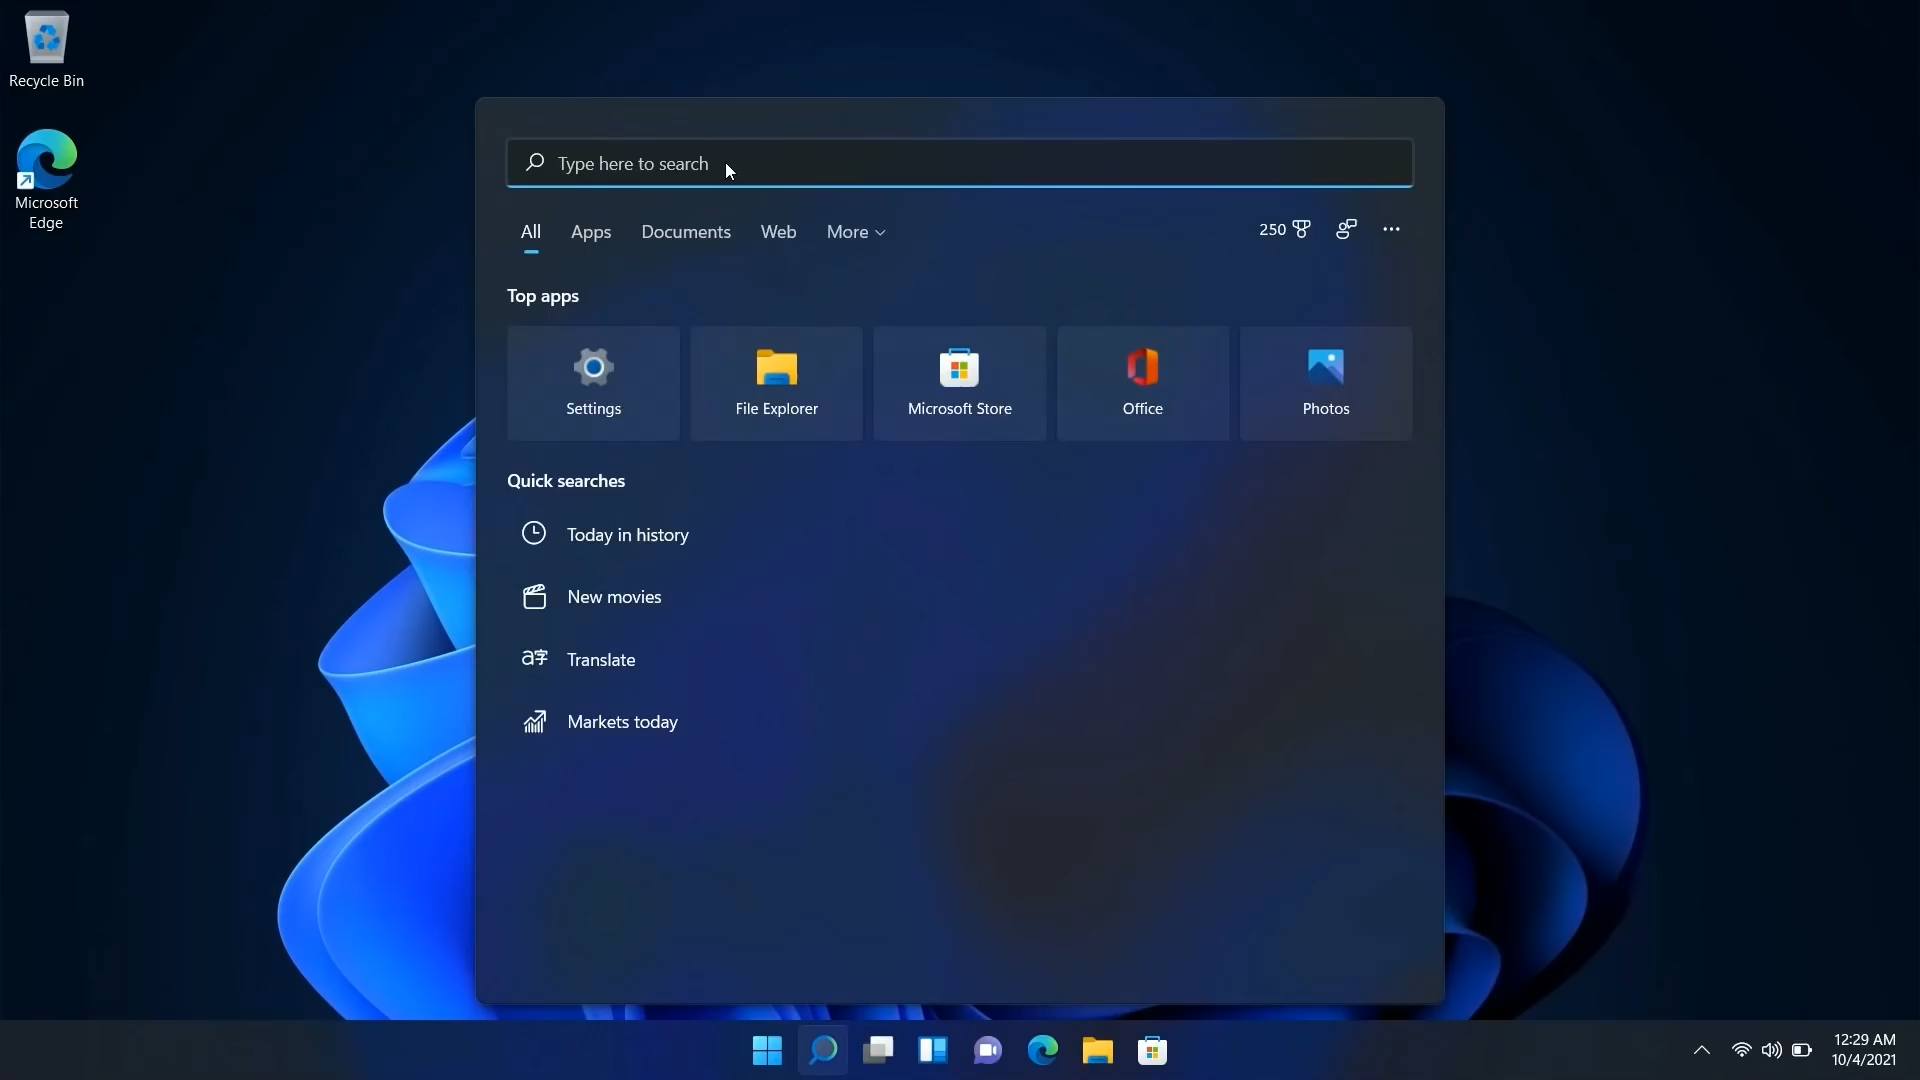 Recycle Bin
Microsoft
Edge
Type here to search
All Apps Documents Web More
250
Top apps
Settings File Explorer Microsoft Store Office Photos
Quick searches
Today in history
New movies
Translate
Markets today
12:29 AM
10/4/2021